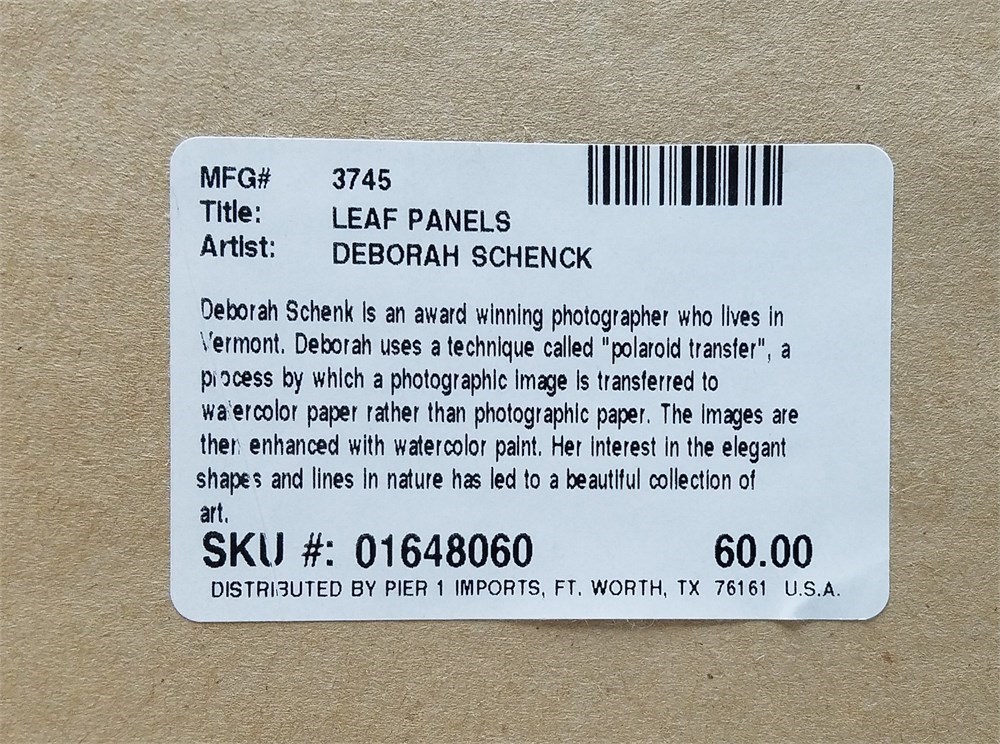 MFG# 3745
Title: LEAF PANELS
Artist: DEBORAH SCHENCK
Deborah Schenk is an award winning photographer who lives in
Vermont. Deborah uses a technique called "polaroid transfer", a
process by which a photographic image is transferred to
watercolor paper rather than photographic paper. The images are
then enhanced with watercolor paint. Her interest in the elegant
shapes and lines in nature has led to a beautiful collection of
art.
SKU #: 01648060 60.00
DISTRIBUTED BY PIER 1 IMPORTS, FT. WORTH, TX 76161 U.S.A.